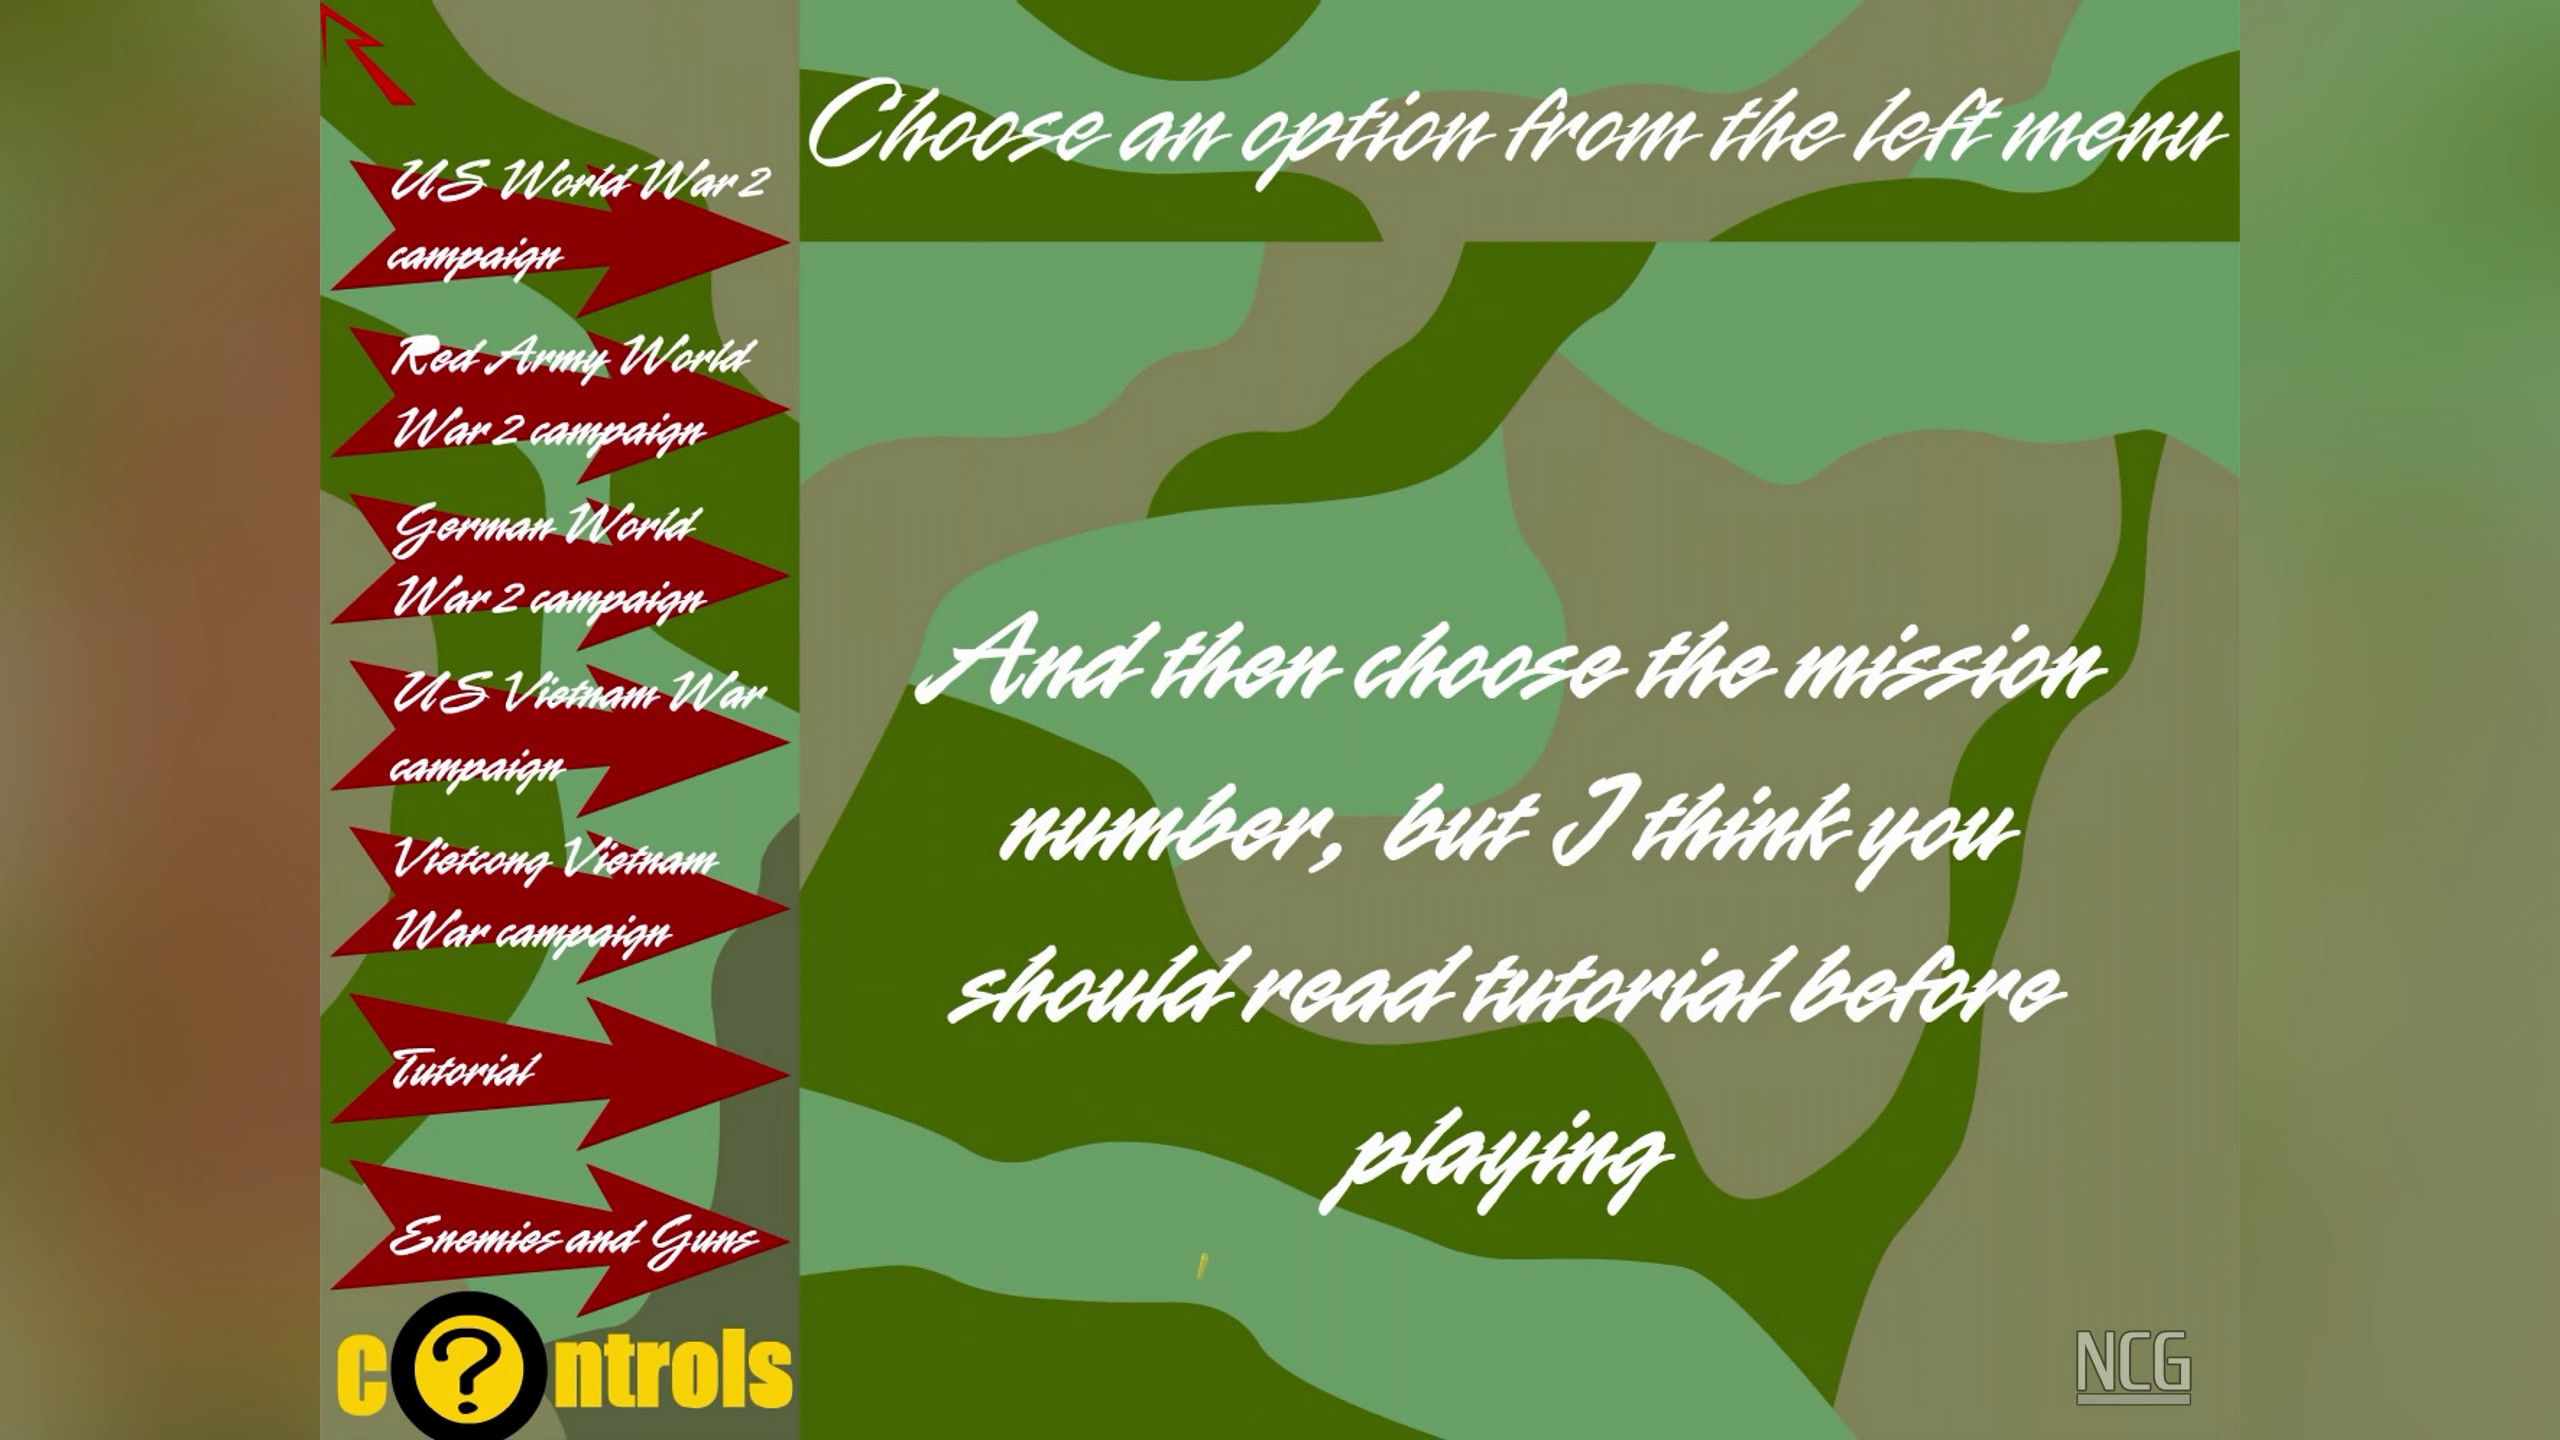 Choose an option from the left menu
US World War 2
campaign
Red Army World
War 2 campaign
German World
War 2 campaign
US Vietnam War
campaign
Vietcong Vietnam
War campaign
Tutorial
Enemies and Guns
c?ntrols
And then choose the mission
number, but I think you
should read tutorial before
playing
NCG